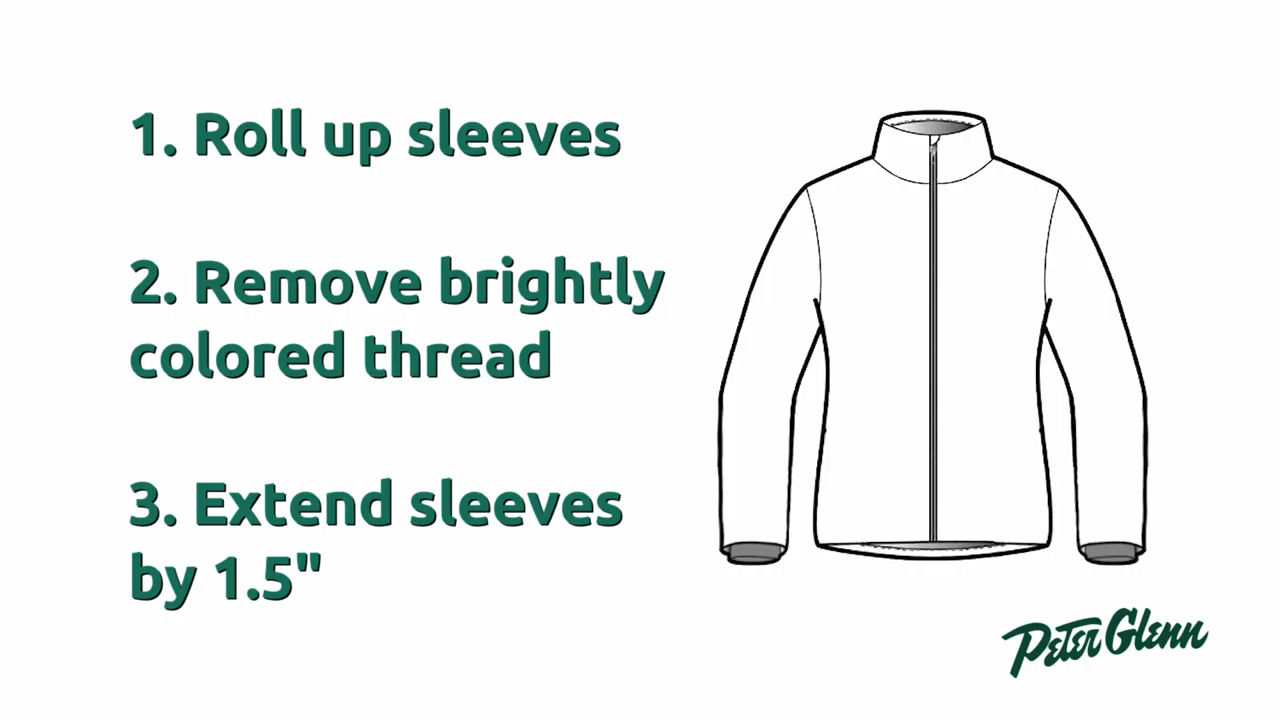 1. Roll up sleeves
2. Remove brightly
colored thread
3. Extend sleeves
by 1.5"
Peter Glenn